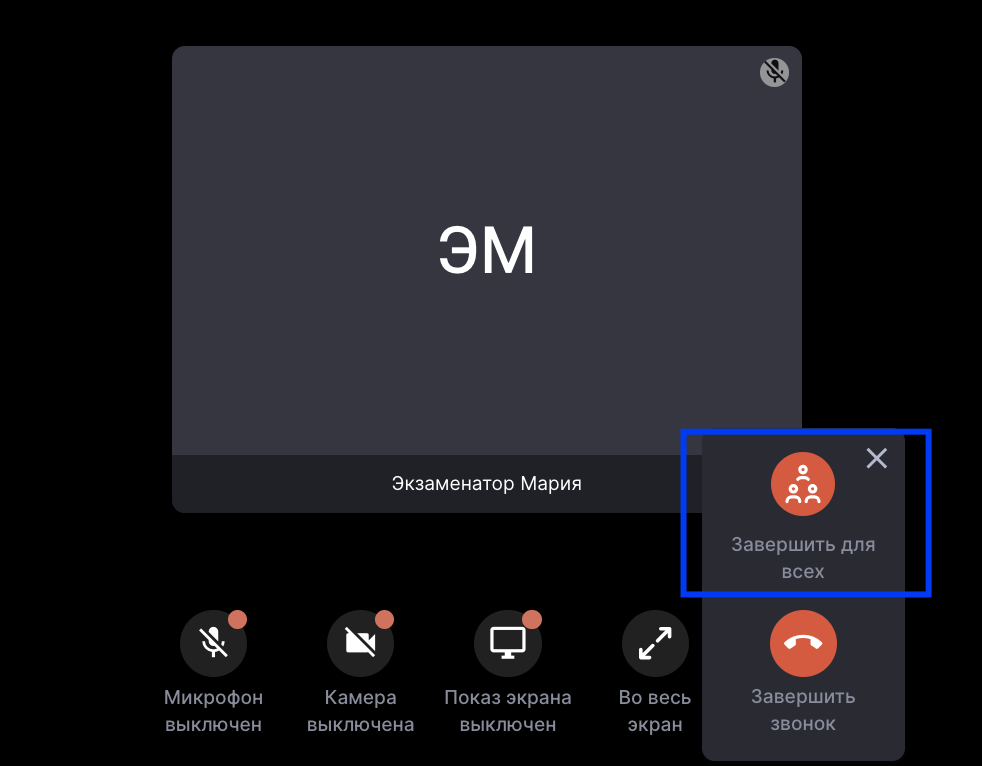 ЭМ
Экзаменатор Мария
Завершить для
всех
Микрофон
выключен
Камера
выключена
Показ экрана
выключен
Во весь
экран
Завершить
звонок